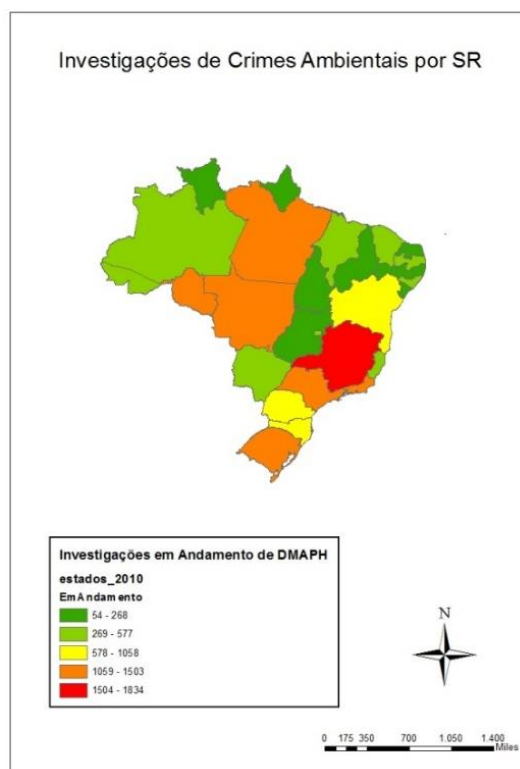 Investigações de Crimes Ambientais por SR
Investigações em Andamento de DMAPH
estados_2010
EmAndamento
54 - 268
269 - 577
578 - 1058
1059 - 1503
1504 - 1834
N
0 175 350 700 1.050 1.400
Miles